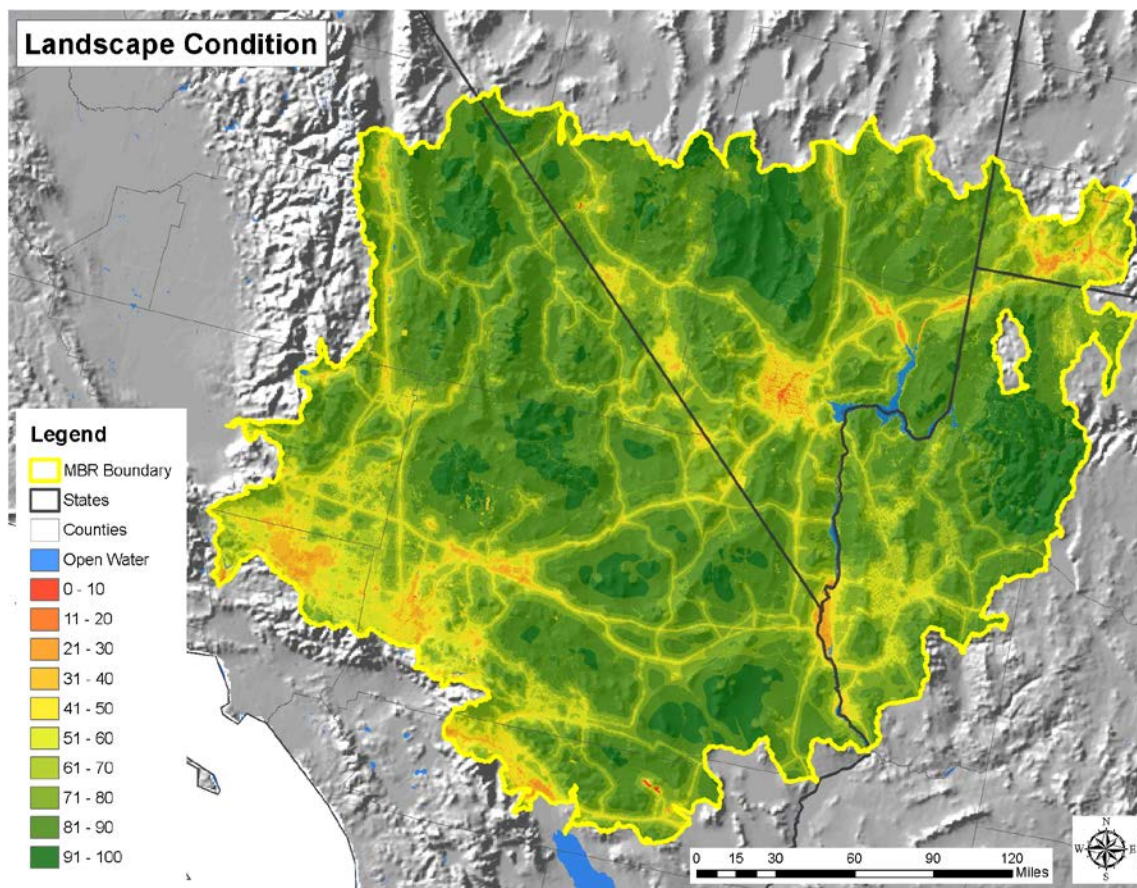 Landscape Condition
Legend
MBR Boundary
States
Counties
Open Water
0 - 10
11 - 20
21 - 30
31 - 40
41 - 50
51 - 60
61 - 70
71 - 80
81 - 90
91 - 100
0 15 30 60 90 120
Miles
N
W E
S